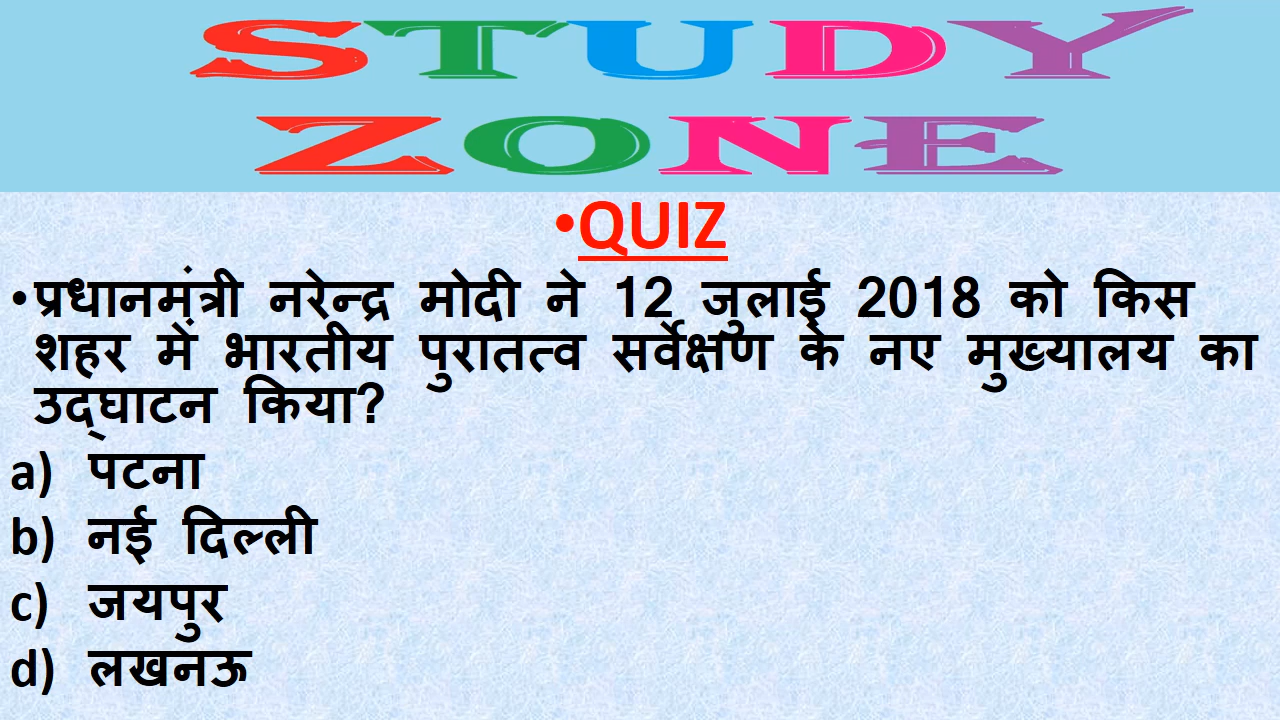 STUDY
ZONE
•QUIZ
•प्रधानमंत्री नरेन्द्र मोदी ने 12 जुलाई 2018 को किस
शहर में भारतीय पुरातत्व सर्वेक्षण के नए मुख्यालय का
उद्घाटन किया?
a) पटना
b) नई दिल्ली
c) जयपुर
d) लखनऊ